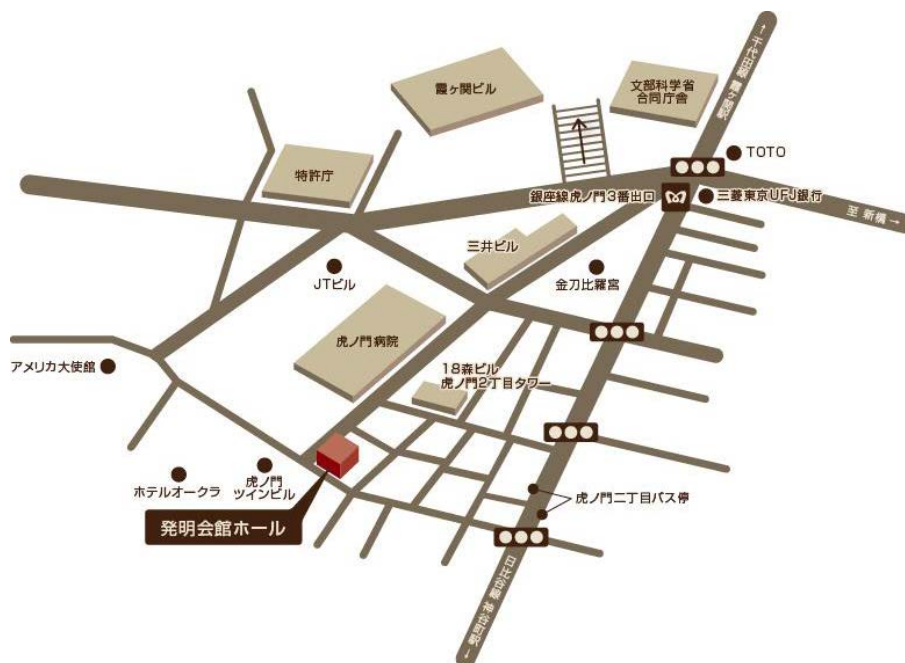 ←千代田線 霞ヶ関駅
霞ヶ関ビル
文部科学省
合同庁舎
TOTO
特許庁
銀座線虎ノ門3番出口
三菱東京UFJ銀行
至 新橋→
三井ビル
JTビル
金刀比羅宮
虎ノ門病院
アメリカ大使館
18森ビル
虎ノ門2丁目タワー
虎ノ門
ツインビル
ホテルオークラ
虎ノ門二丁目バス停
発明会館ホール
日比谷線 神谷町駅→